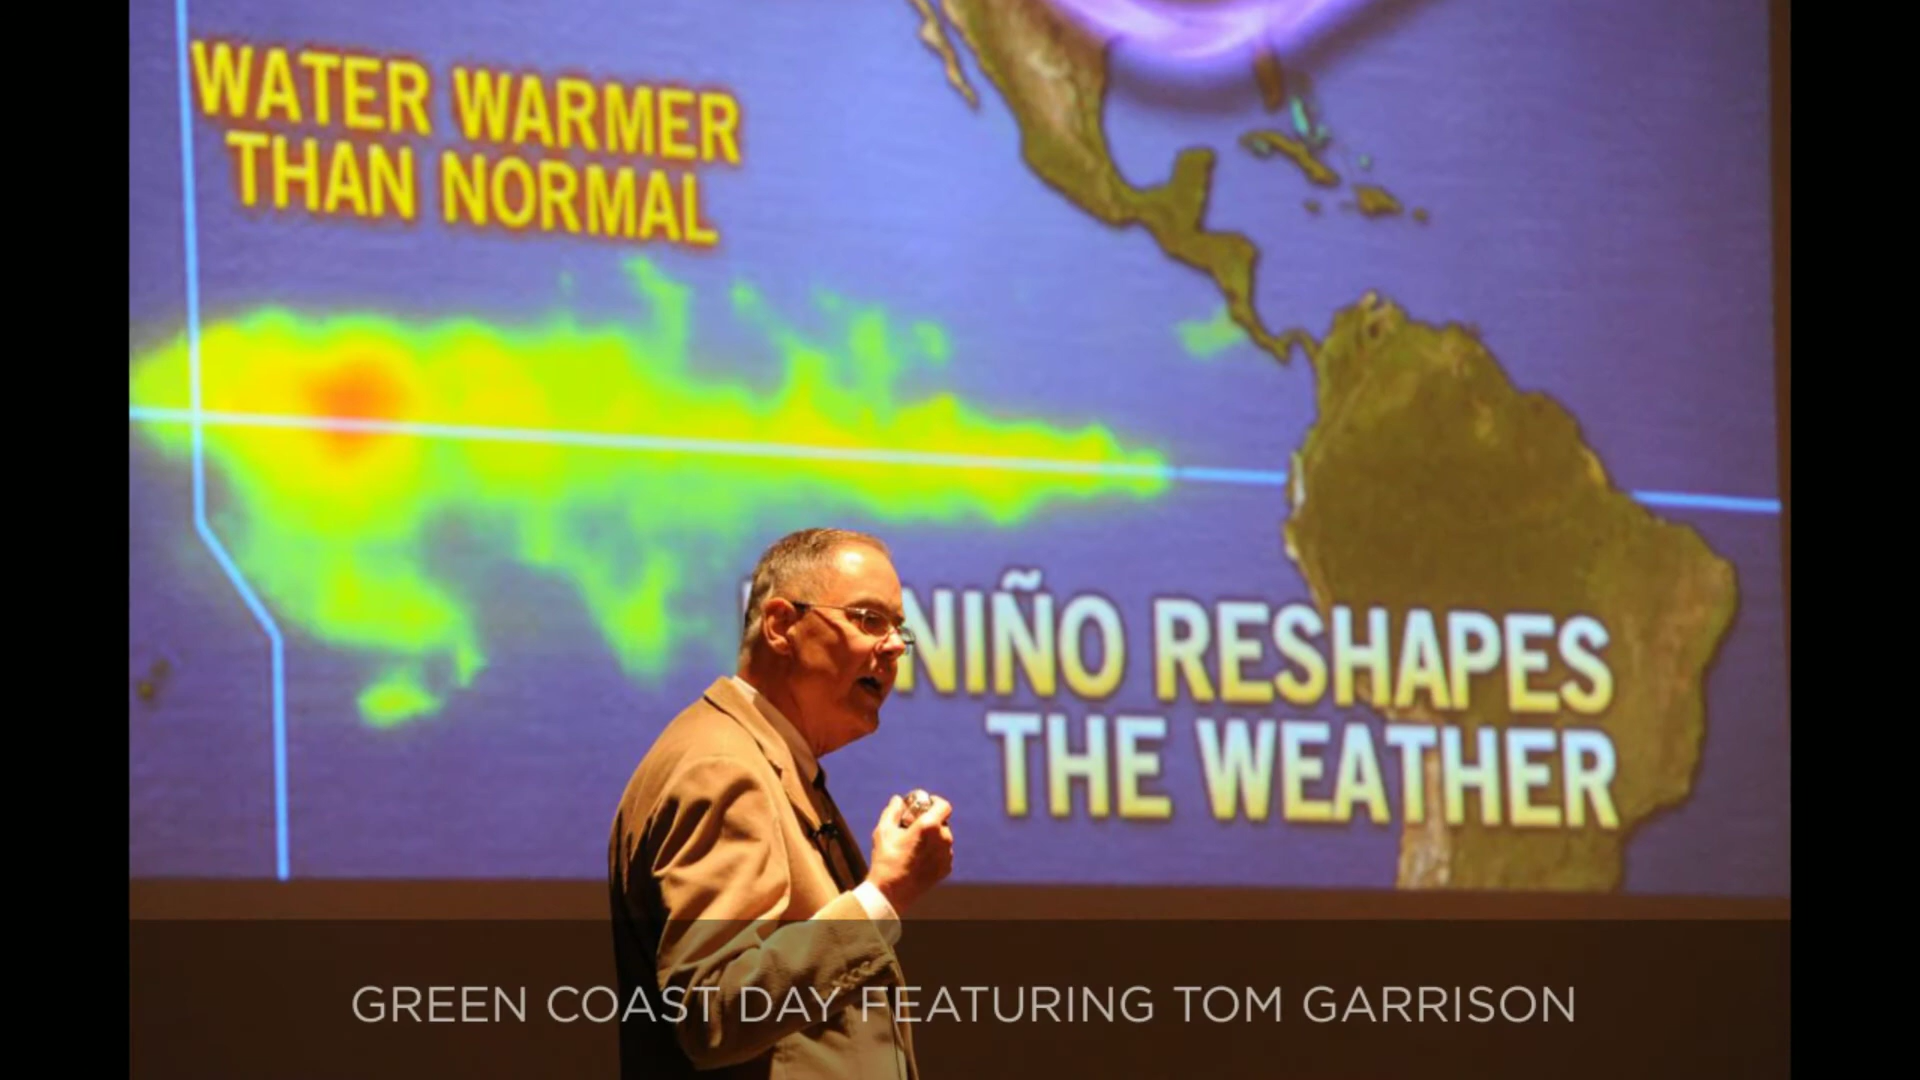 WATER WARMER
THAN NORMAL
NIÑO RESHAPES
THE WEATHER
GREEN COAST DAY FEATURING TOM GARRISON